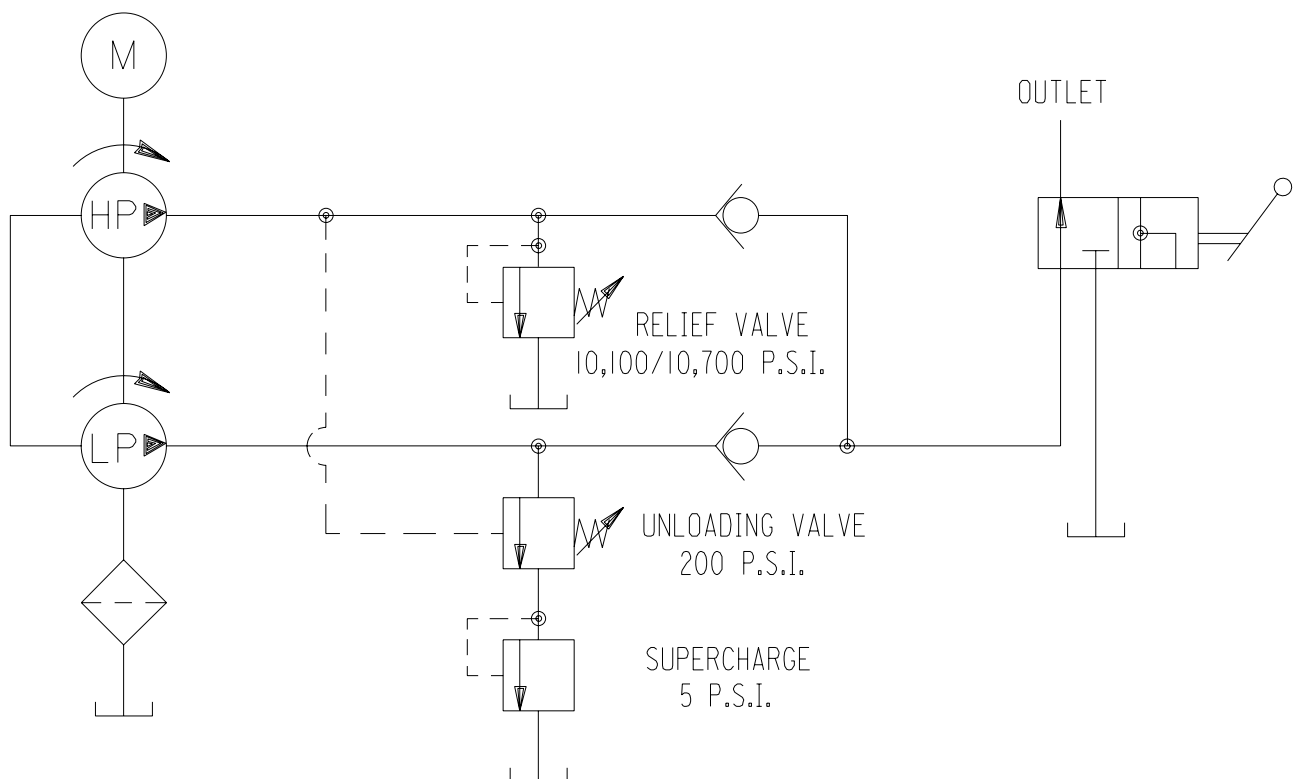 M
OUTLET
HP
RELIEF VALVE
10,100/10,700 P.S.I.
LP
UNLOADING VALVE
200 P.S.I.
SUPERCHARGE
5 P.S.I.